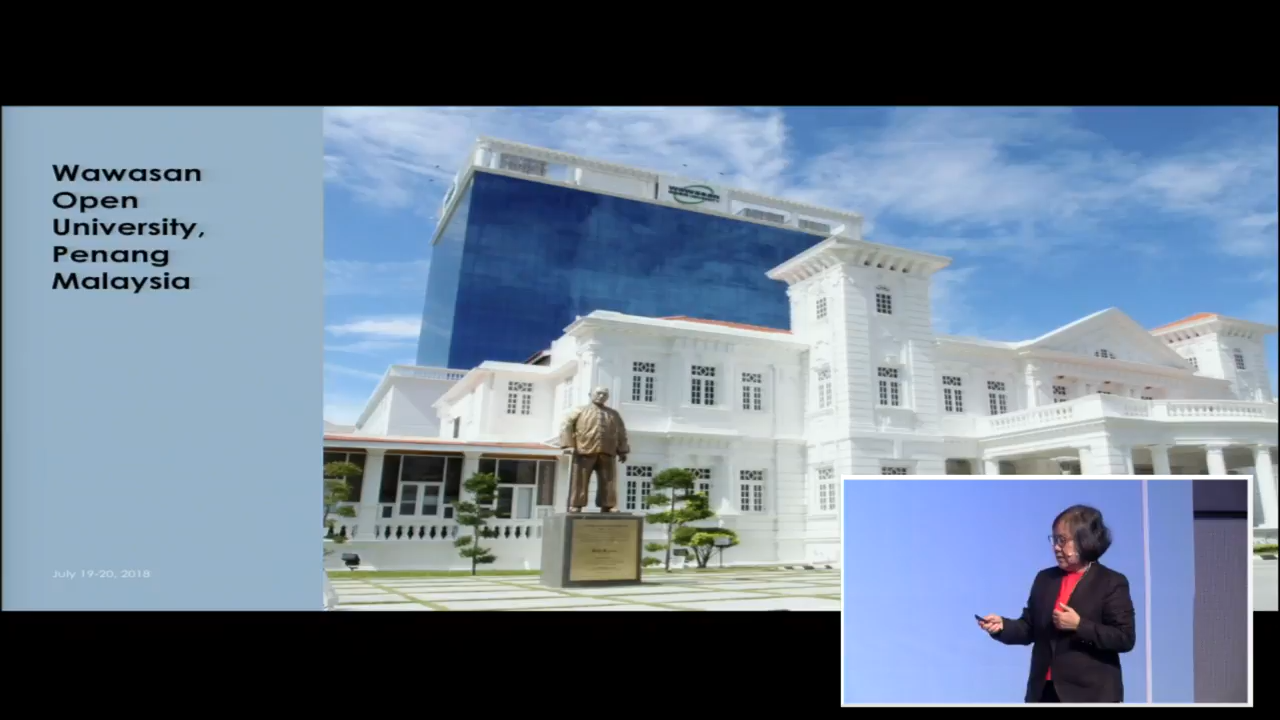 Wawasan
Open
University,
Penang
Malaysia
July 19-20, 2018